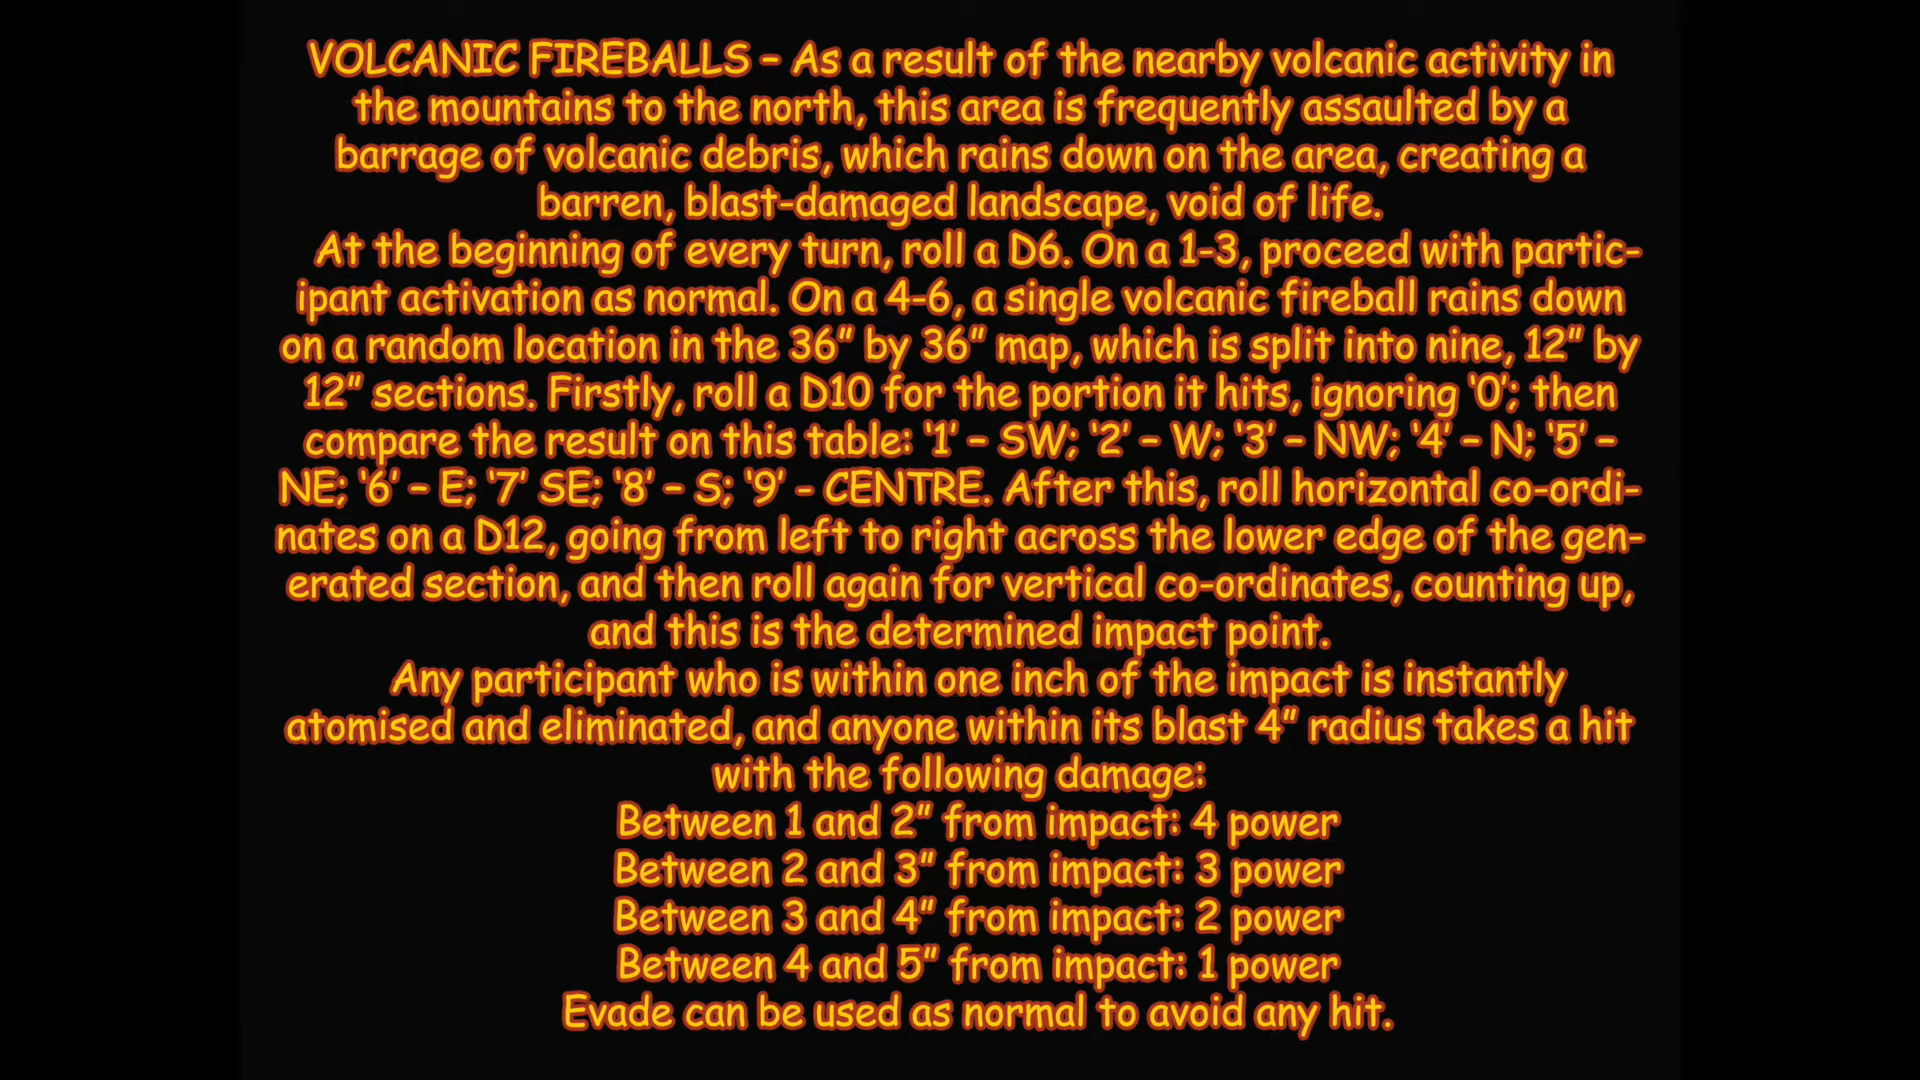 VOLCANIC FIREBALLS – As a result of the nearby volcanic activity in
the mountains to the north, this area is frequently assaulted by a
barrage of volcanic debris, which rains down on the area, creating a
barren, blast-damaged landscape, void of life.
At the beginning of every turn, roll a D6. On a 1-3, proceed with partic-
ipant activation as normal. On a 4-6, a single volcanic fireball rains down
on a random location in the 36” by 36” map, which is split into nine, 12” by
12” sections. Firstly, roll a D10 for the portion it hits, ignoring ‘0’; then
compare the result on this table: ‘1’ – SW; ‘2’ – W; ‘3’ – NW; ‘4’ – N; ‘5’ –
NE; ‘6’ – E; ‘7’ SE; ‘8’ – S; ‘9’ - CENTRE. After this, roll horizontal co-ordi-
nates on a D12, going from left to right across the lower edge of the gen-
erated section, and then roll again for vertical co-ordinates, counting up,
and this is the determined impact point.
Any participant who is within one inch of the impact is instantly
atomised and eliminated, and anyone within its blast 4” radius takes a hit
with the following damage:
Between 1 and 2” from impact: 4 power
Between 2 and 3” from impact: 3 power
Between 3 and 4” from impact: 2 power
Between 4 and 5” from impact: 1 power
Evade can be used as normal to avoid any hit.